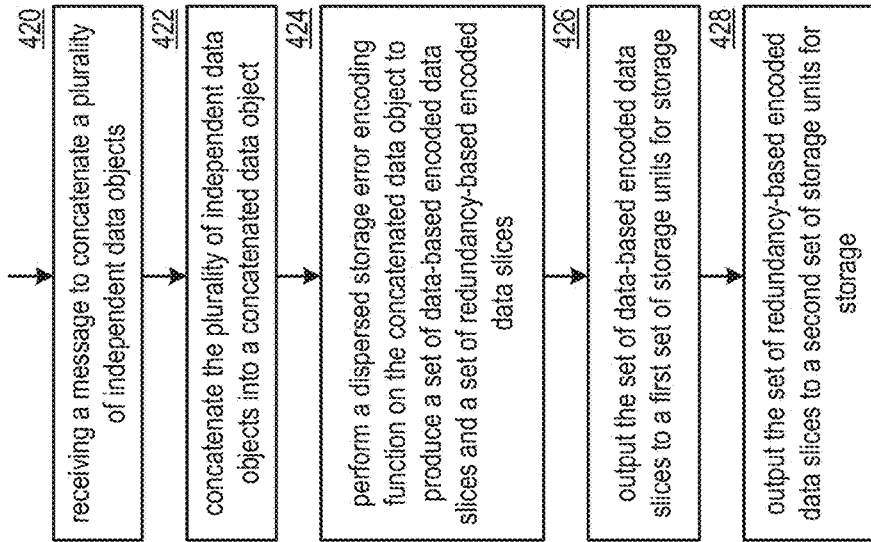 420
receiving a message to concatenate a plurality
of independent data objects
422
concatenate the plurality of independent data
objects into a concatenated data object
424
perform a dispersed storage error encoding
function on the concatenated data object to
produce a set of data-based encoded data
slices and a set of redundancy-based encoded
data slices
426
output the set of data-based encoded data
slices to a first set of storage units for storage
428
output the set of redundancy-based encoded
data slices to a second set of storage units for
storage